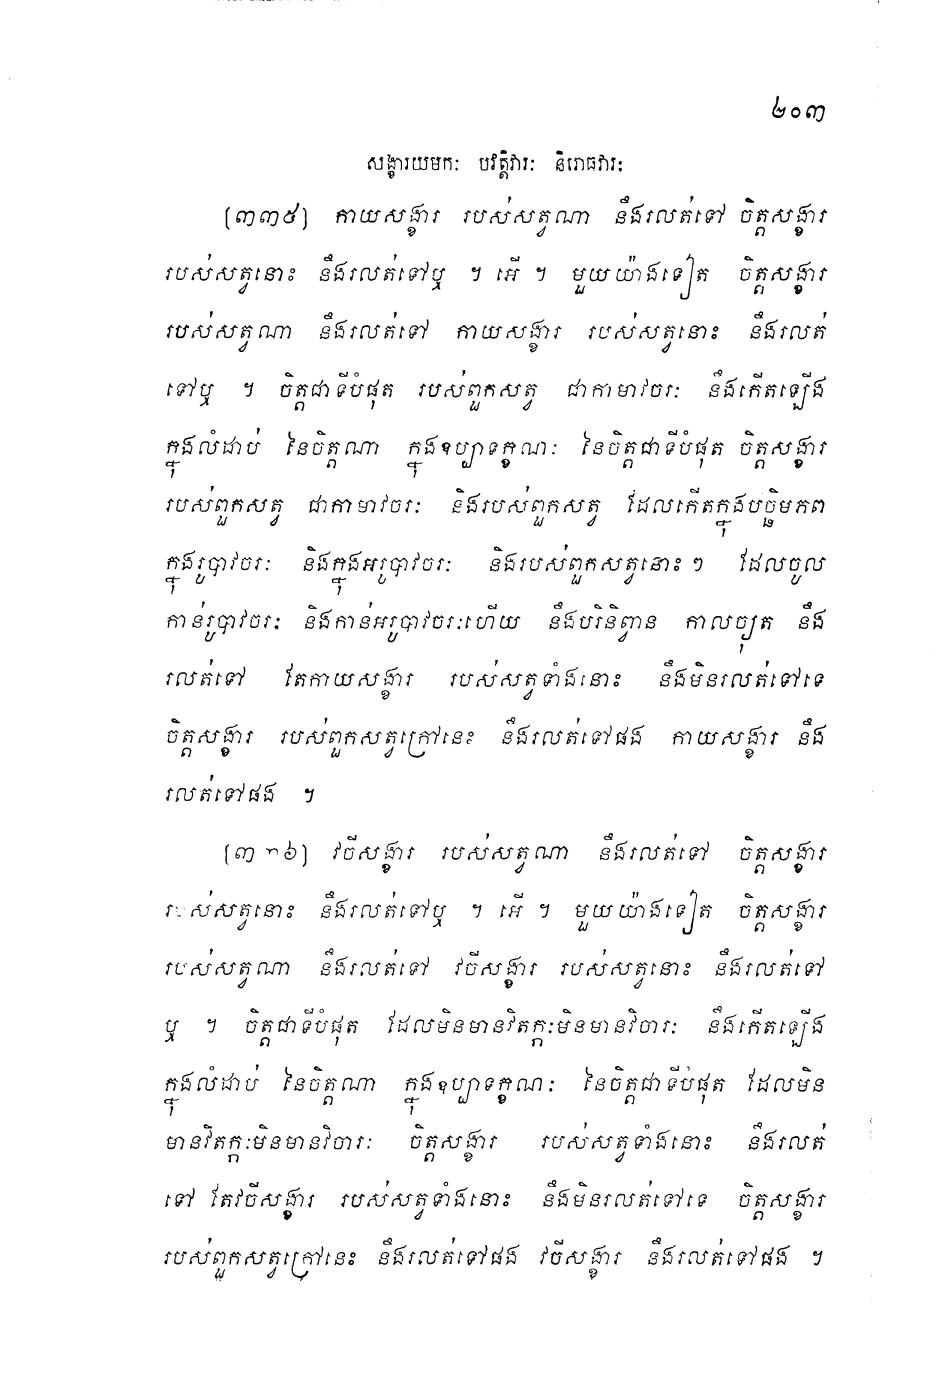 ២០៣
សង្ខារយមកៈ បវត្តិវារៈ និរោធវារៈ
(៣៣៥) កាយសង្ខារ របស់សត្វណា នឹងរលត់ទៅ ចិត្តសង្ខារ
របស់សត្វនោះ នឹងរលត់ទៅឬ ។ អើ ។ មួយយ៉ាងទៀត ចិត្តសង្ខារ
របស់សត្វណា នឹងរលត់ទៅ កាយសង្ខារ របស់សត្វនោះ នឹងរលត់
ទៅឬ ។ ចិត្តជាទីបំផុត របស់ពួកសត្វ ជាកាមាវចរៈ នឹងកើតឡើង
ក្នុងលំដាប់ នៃចិត្តណា ក្នុងឧប្បាទក្ខណៈ នៃចិត្តជាទីបំផុត ចិត្តសង្ខារ
របស់ពួកសត្វ ជាកាមាវចរៈ និងរបស់ពួកសត្វ ដែលកើតក្នុងបច្ឆិមភព
ក្នុងរូបាវចរៈ និងក្នុងអរូបាវចរៈ និងរបស់ពួកសត្វនោះៗ ដែលចូល
កាន់រូបាវចរៈ និងកាន់អរូបាវចរៈហើយ នឹងបរិនិព្វាន កាលច្យុត នឹង
រលត់ទៅ តែកាយសង្ខារ របស់សត្វទាំងនោះ នឹងមិនរលត់ទៅទេ
ចិត្តសង្ខារ របស់ពួកសត្វក្រៅនេះ នឹងរលត់ទៅផង កាយសង្ខារ នឹង
រលត់ទៅផង ។
(៣៣៦) វចីសង្ខារ របស់សត្វណា នឹងរលត់ទៅ ចិត្តសង្ខារ
របស់សត្វនោះ នឹងរលត់ទៅឬ ។ អើ ។ មួយយ៉ាងទៀត ចិត្តសង្ខារ
របស់សត្វណា នឹងរលត់ទៅ វចីសង្ខារ របស់សត្វនោះ នឹងរលត់ទៅ
ឬ ។ ចិត្តជាទីបំផុត ដែលមិនមានវិតក្កៈមិនមានវិចារៈ នឹងកើតឡើង
ក្នុងលំដាប់ នៃចិត្តណា ក្នុងឧប្បាទក្ខណៈ នៃចិត្តជាទីបំផុត ដែលមិន
មានវិតក្កៈមិនមានវិចារៈ ចិត្តសង្ខារ របស់សត្វទាំងនោះ នឹងរលត់
ទៅ តែវចីសង្ខារ របស់សត្វទាំងនោះ នឹងមិនរលត់ទៅទេ ចិត្តសង្ខារ
របស់ពួកសត្វក្រៅនេះ នឹងរលត់ទៅផង វចីសង្ខារ នឹងរលត់ទៅផង ។